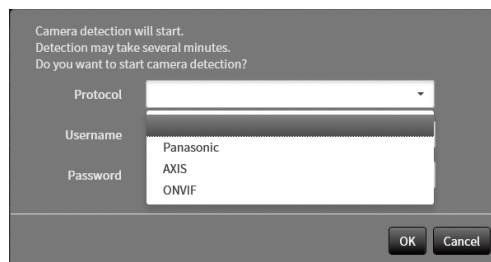 Camera detection will start.
Detection may take several minutes.
Do you want to start camera detection?
Protocol
Username
Panasonic
AXIS
Password
ONVIF
OK Cancel